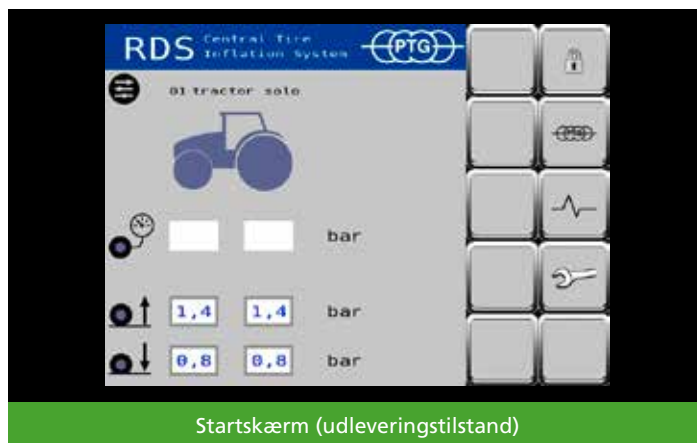 RDS Central Tire
Inflation System
PTG
01 tractor solo
bar
1,4 1,4 bar
0,8 0,8 bar
PTG
Startskærm (udleveringstilstand)